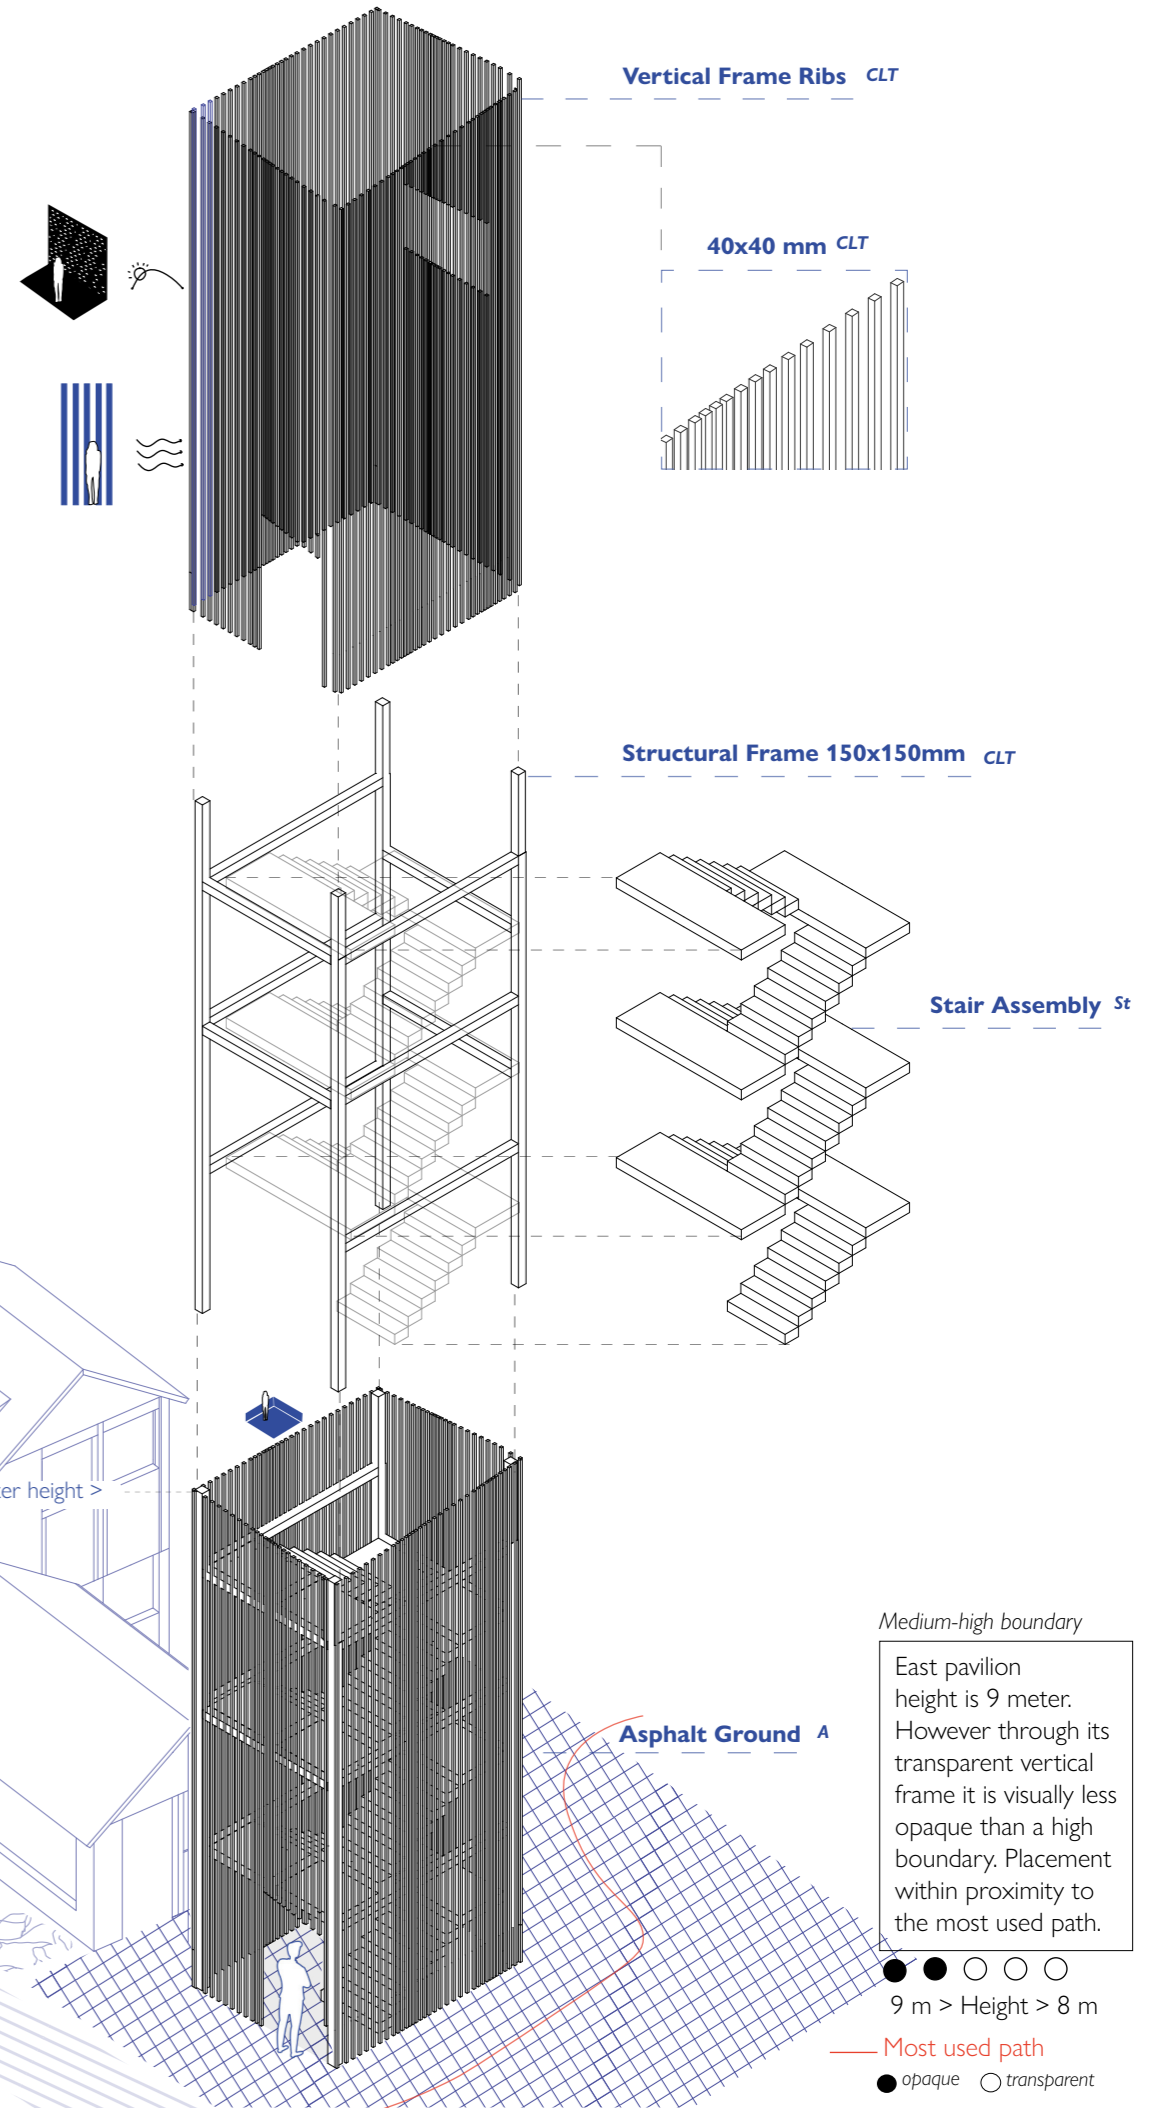 Vertical Frame Ribs CLT
40x40 mm CLT
Structural Frame 150x150mm CLT
Stair Assembly St
height >
Asphalt Ground A
Medium-high boundary
East pavilion
height is 9 meter.
However through its
transparent vertical
frame it is visually less
opaque than a high
boundary. Placement
within proximity to
the most used path.
9 m > Height > 8 m
Most used path
opaque transparent